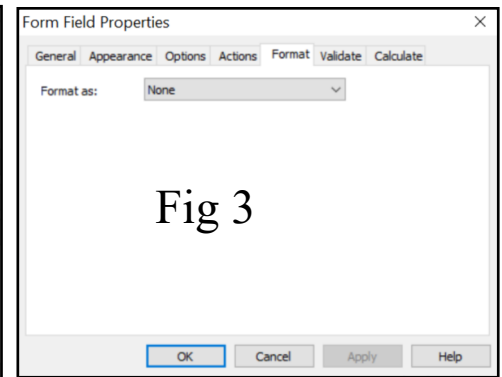 Form Field Properties
General Appearance Options Actions Format Validate Calculate
Format as: None
Fig 3
OK Cancel Apply Help